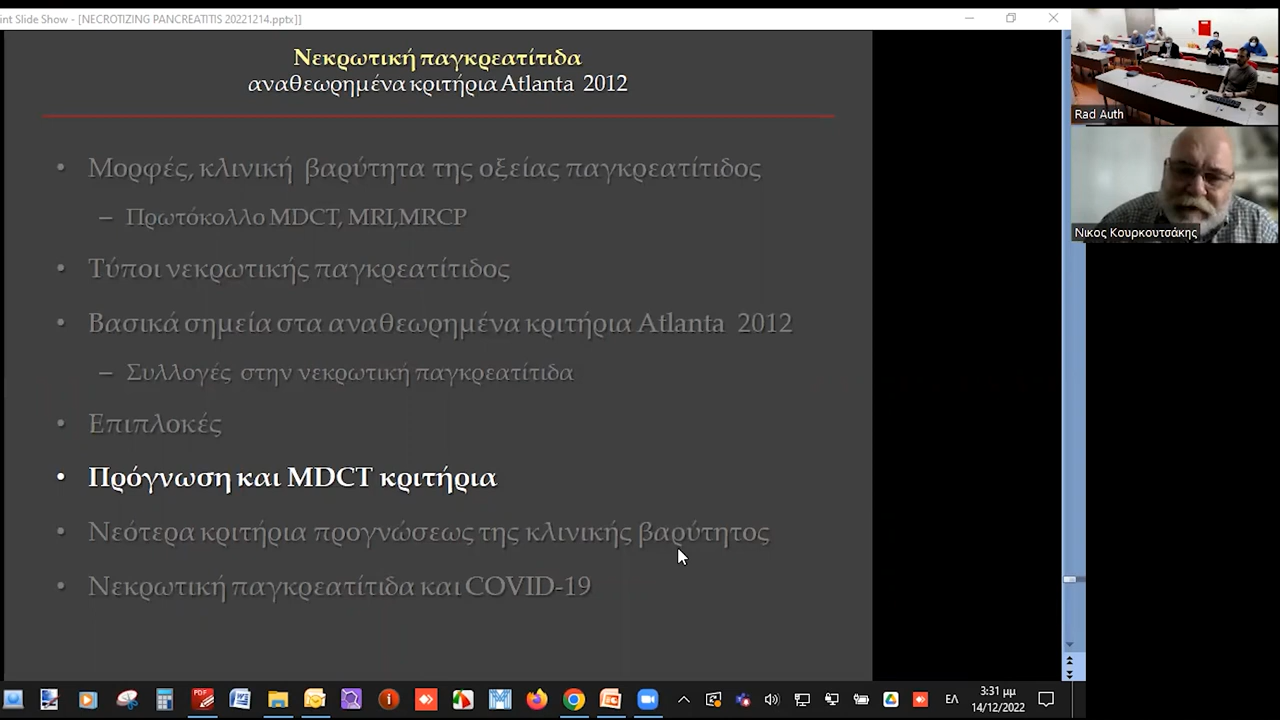 int Slide Show - [NECROTIZING PANCREATITIS 20221214.pptx]]
Νεκρωτική παγκρεατίτιδα
αναθεωρημένα κριτήρια Atlanta 2012
• Μορφές, κλινική βαρύτητα της οξείας παγκρεατίτιδος
– Πρωτόκολλο MDCT, MRI,MRCP
• Τύποι νεκρωτικής παγκρεατίτιδος
• Βασικά σημεία στα αναθεωρημένα κριτήρια Atlanta 2012
– Συλλογές στην νεκρωτική παγκρεατίτιδα
• Επιπλοκές
• Πρόγνωση και MDCT κριτήρια
• Νεότερα κριτήρια προγνώσεως της κλινικής βαρύτητος
• Νεκρωτική παγκρεατίτιδα και COVID-19
Rad Auth
Νικος Κουρκουτσάκης
PDF
ΕΛ
3:31 μμ
14/12/2022